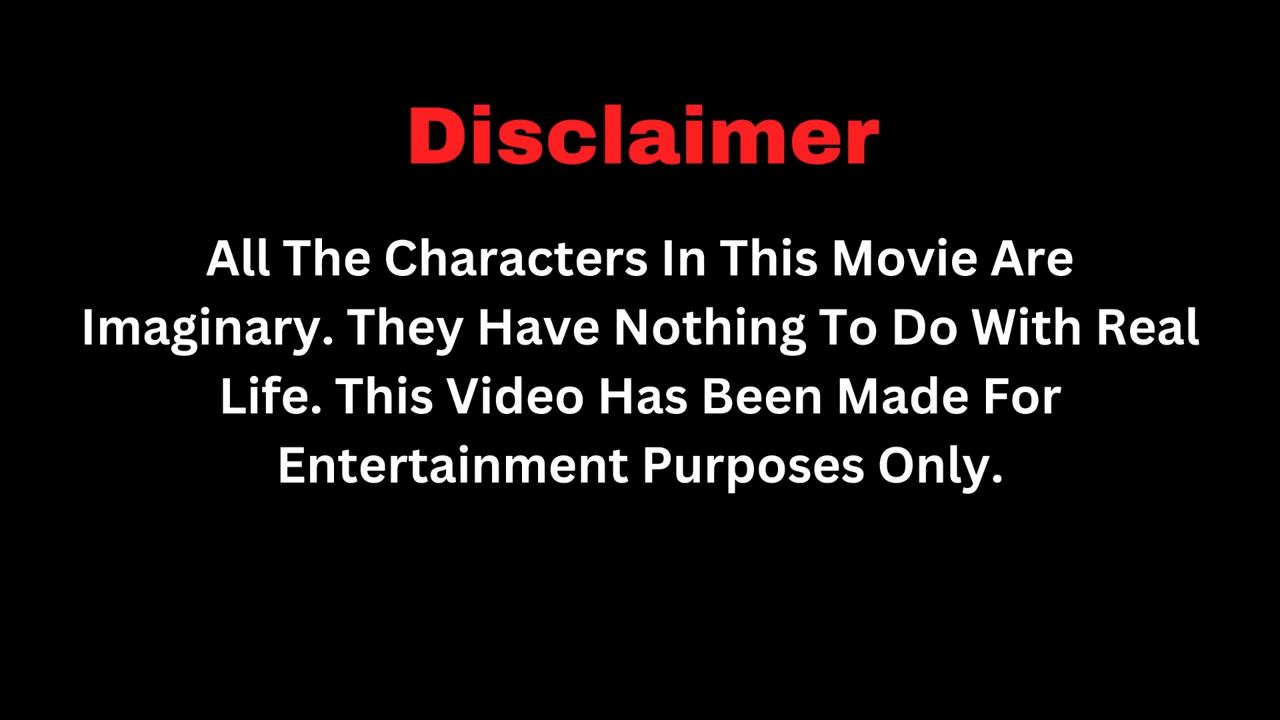 Disclaimer
All The Characters In This Movie Are
Imaginary. They Have Nothing To Do With Real
Life. This Video Has Been Made For
Entertainment Purposes Only.